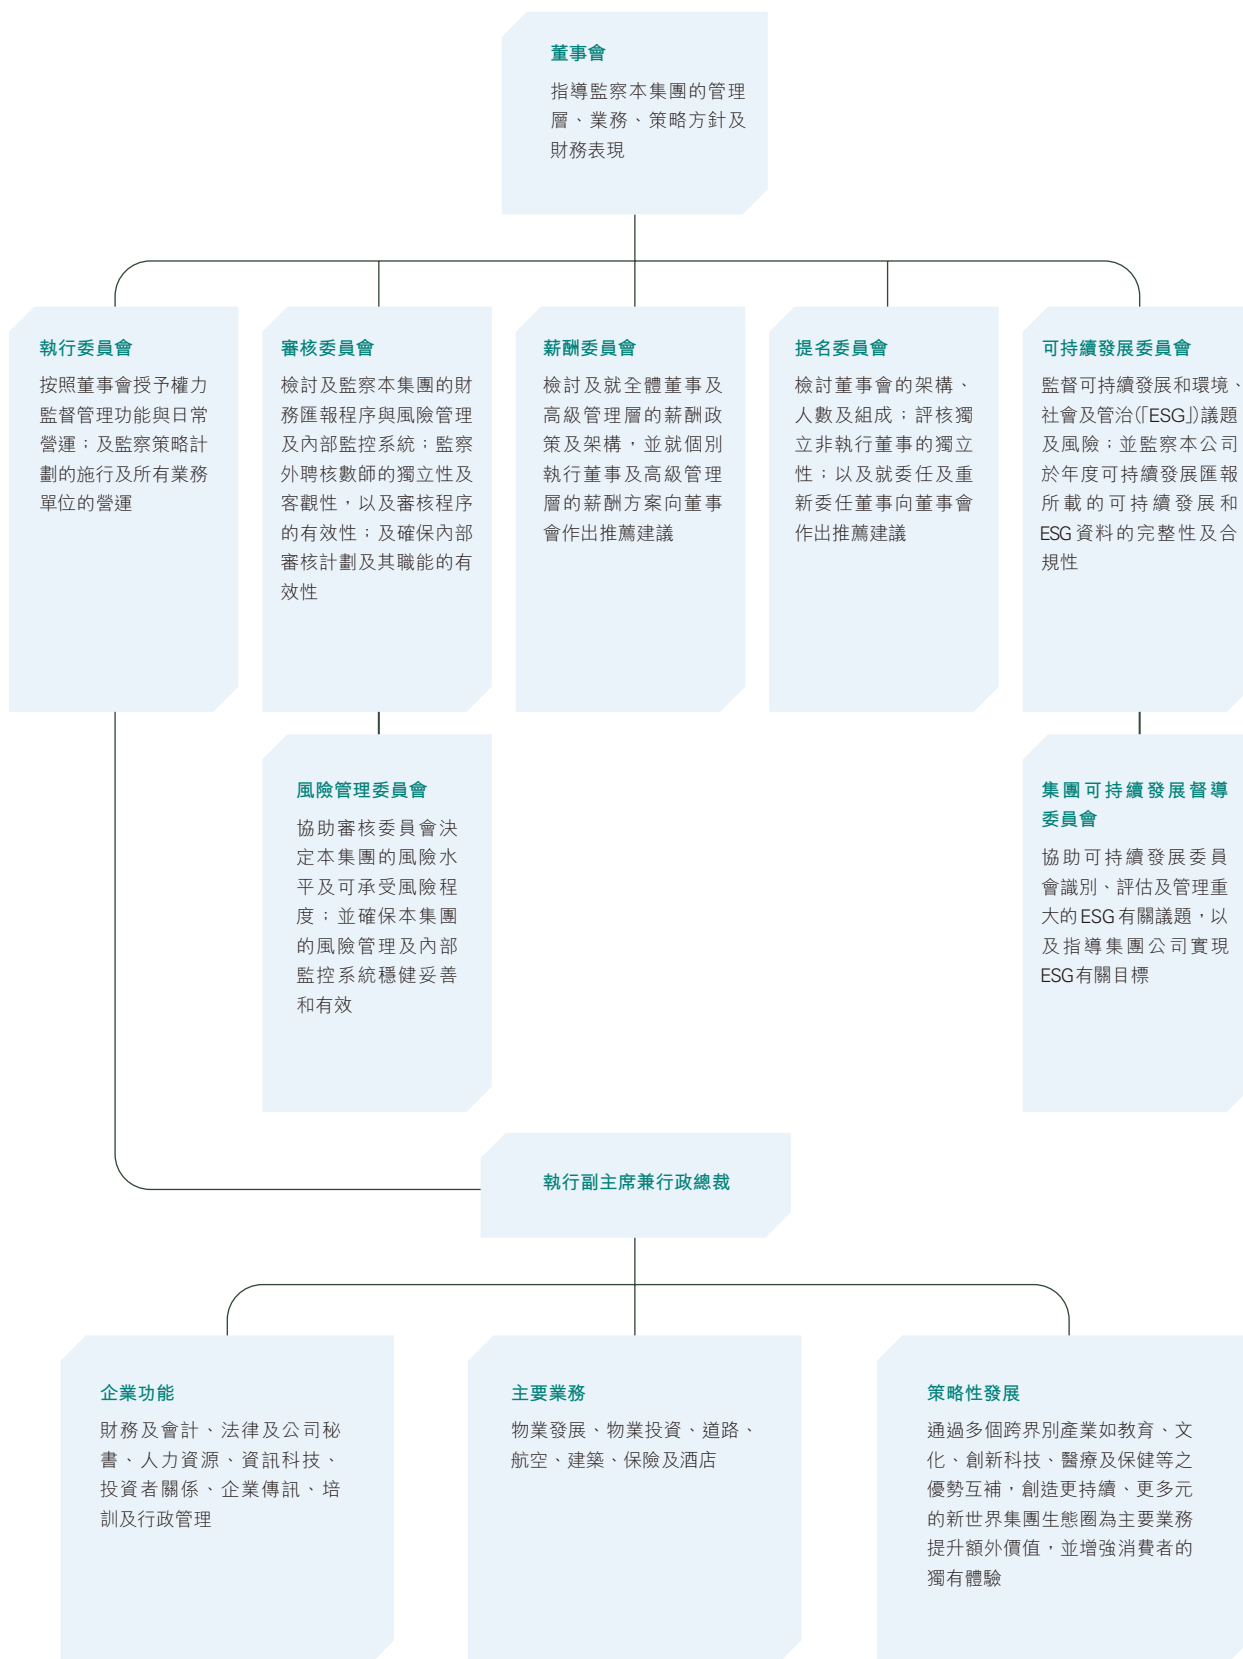 董事會
指導監察本集團的管理
層、業務、策略方針及
財務表現
執行委員會
按照董事會授予權力
監督管理功能與日常
營運；及監察策略計
劃的施行及所有業務
單位的營運
審核委員會
檢討及監察本集團的財
務匯報程序與風險管理
及內部監控系統；監察
外聘核數師的獨立性及
客觀性，以及審核程序
的有效性；及確保內部
審核計劃及其職能的有
效性
薪酬委員會
檢討及就全體董事及
高級管理層的薪酬政
策及架構，並就個別
執行董事及高級管理
層的薪酬方案向董事
會作出推薦建議
提名委員會
檢討董事會的架構、
人數及組成；評核獨
立非執行董事的獨立
性；以及就委任及重
新委任董事向董事會
作出推薦建議
可持續發展委員會
監督可持續發展和環境、
社會及管治(「ESG」)議題
及風險；並監察本公司
於年度可持續發展匯報
所載的可持續發展和
ESG 資料的完整性及合
規性
風險管理委員會
協助審核委員會決
定本集團的風險水
平及可承受風險程
度；並確保本集團
的風險管理及內部
監控系統穩健妥善
和有效
集團可持續發展督導
委員會
協助可持續發展委員
會識別、評估及管理重
大的 ESG 有關議題，以
及指導集團公司實現
ESG 有關目標
執行副主席兼行政總裁
企業功能
財務及會計、法律及公司秘
書、人力資源、資訊科技、
投資者關係、企業傳訊、培
訓及行政管理
主要業務
物業發展、物業投資、道路、
航空、建築、保險及酒店
策略性發展
通過多個跨界別產業如教育、文
化、創新科技、醫療及保健等之
優勢互補，創造更持續、更多元
的新世界集團生態圈為主要業務
提升額外價值，並增強消費者的
獨有體驗